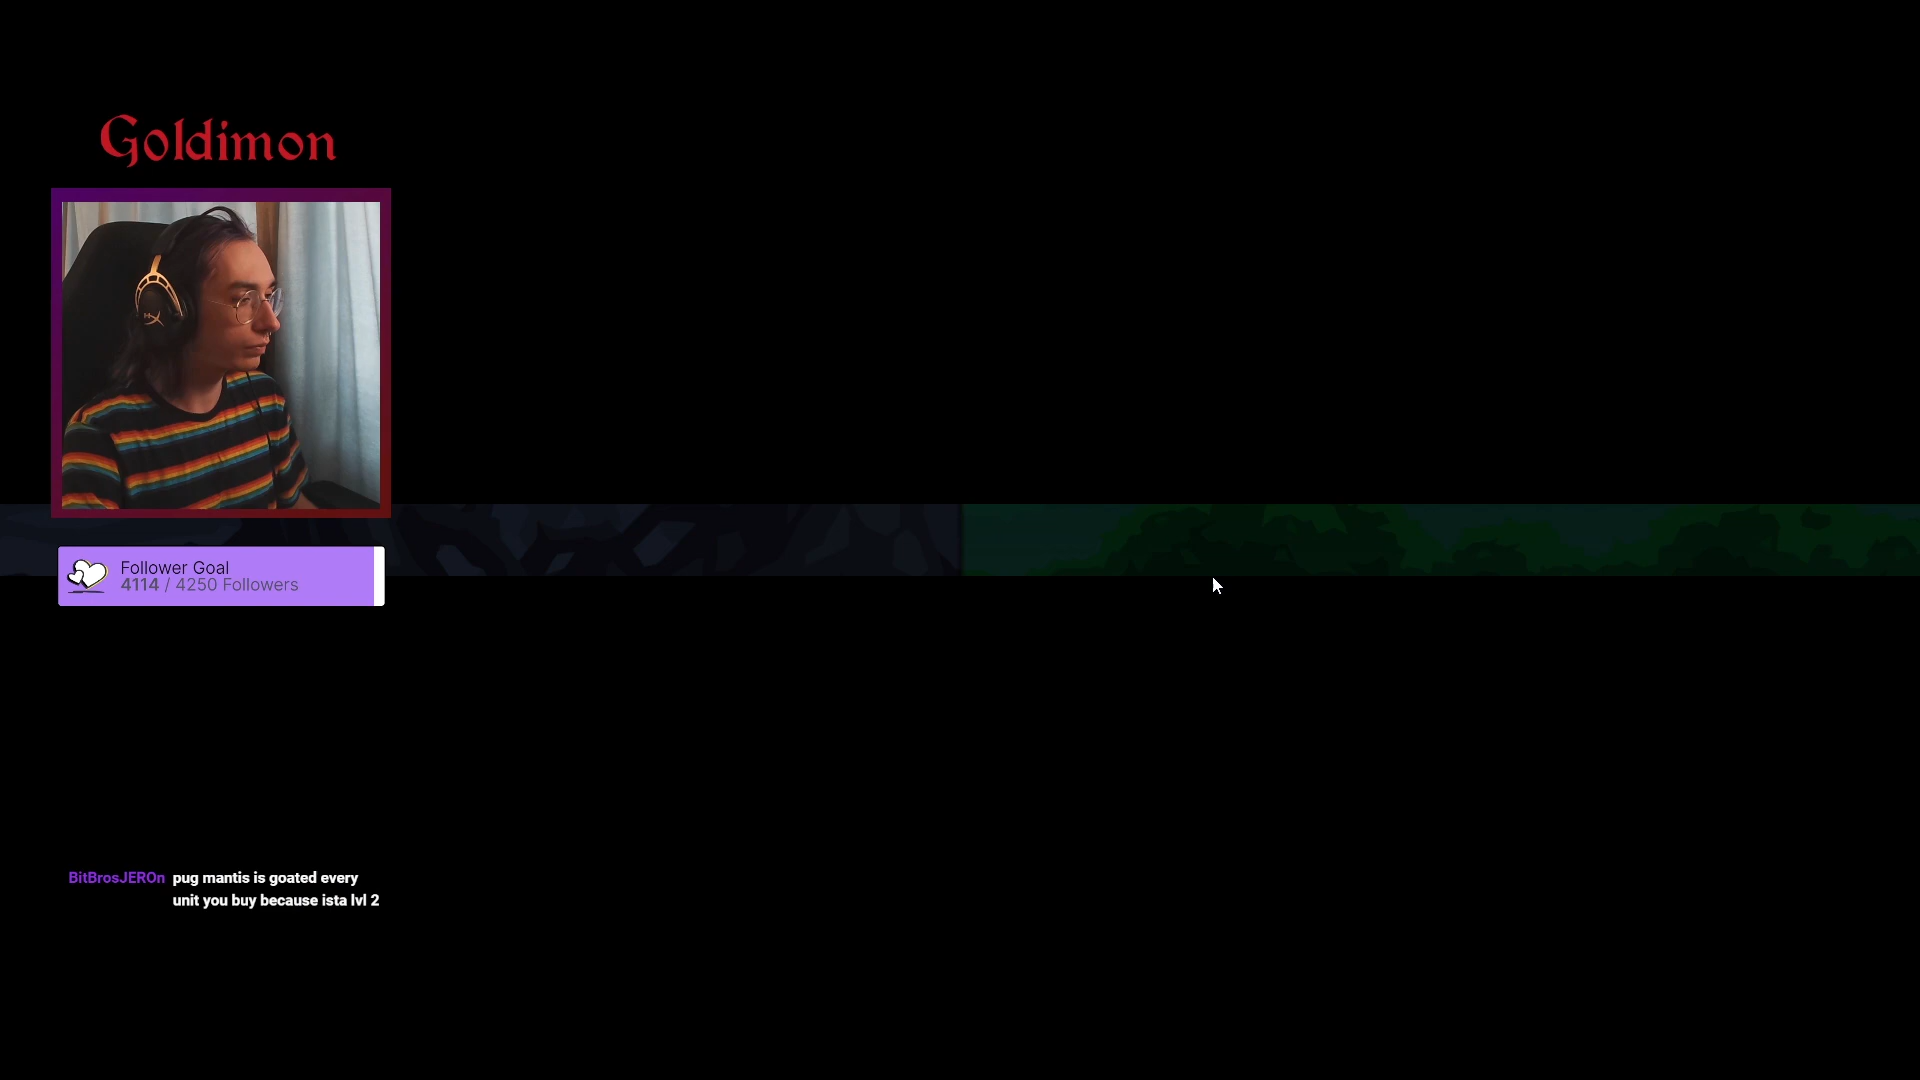 Goldimon
Follower Goal
4114 / 4250 Followers
BitBrosJEROn pug mantis is goated every
unit you buy because ista lvl 2